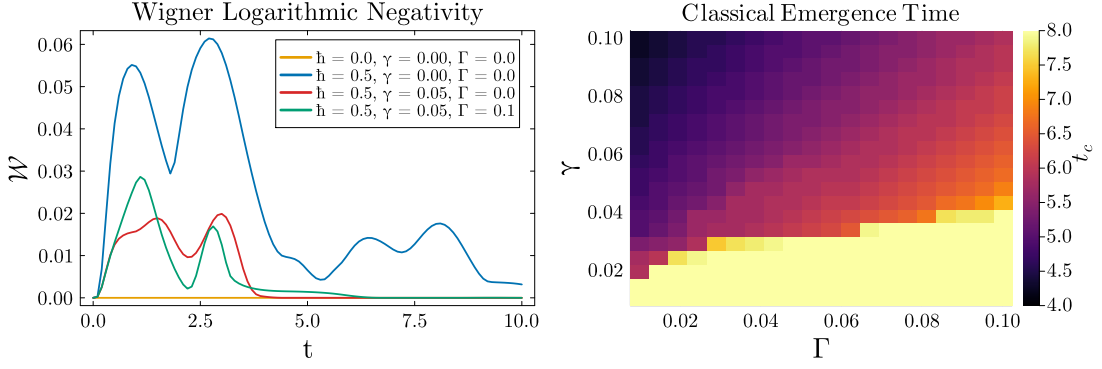 Wigner Logarithmic Negativity
0.06
0.05
0.04
0.03
0.02
0.01
0.00
𝒲
ħ = 0.0, γ = 0.00, Γ = 0.0
ħ = 0.5, γ = 0.00, Γ = 0.0
ħ = 0.5, γ = 0.05, Γ = 0.0
ħ = 0.5, γ = 0.05, Γ = 0.1
0.0 2.5 5.0 7.5 10.0
t
Classical Emergence Time
0.10
0.08
0.06
0.04
0.02
γ
0.02 0.04 0.06 0.08 0.10
Γ
8.0
7.5
7.0
6.5
6.0
5.5
5.0
4.5
4.0
t_c